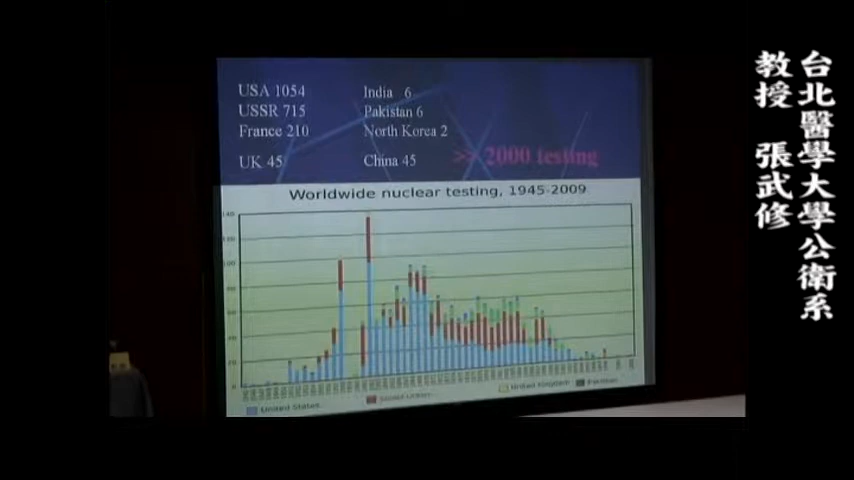 USA 1054
USSR 715
France 210
UK 45
India 6
Pakistan 6
North Korea 2
China 45
>> 2000 testing
Worldwide nuclear testing, 1945-2009
United States
Soviet Union
United Kingdom
Pakistan
台北醫學大學公衛系
教授 張武修